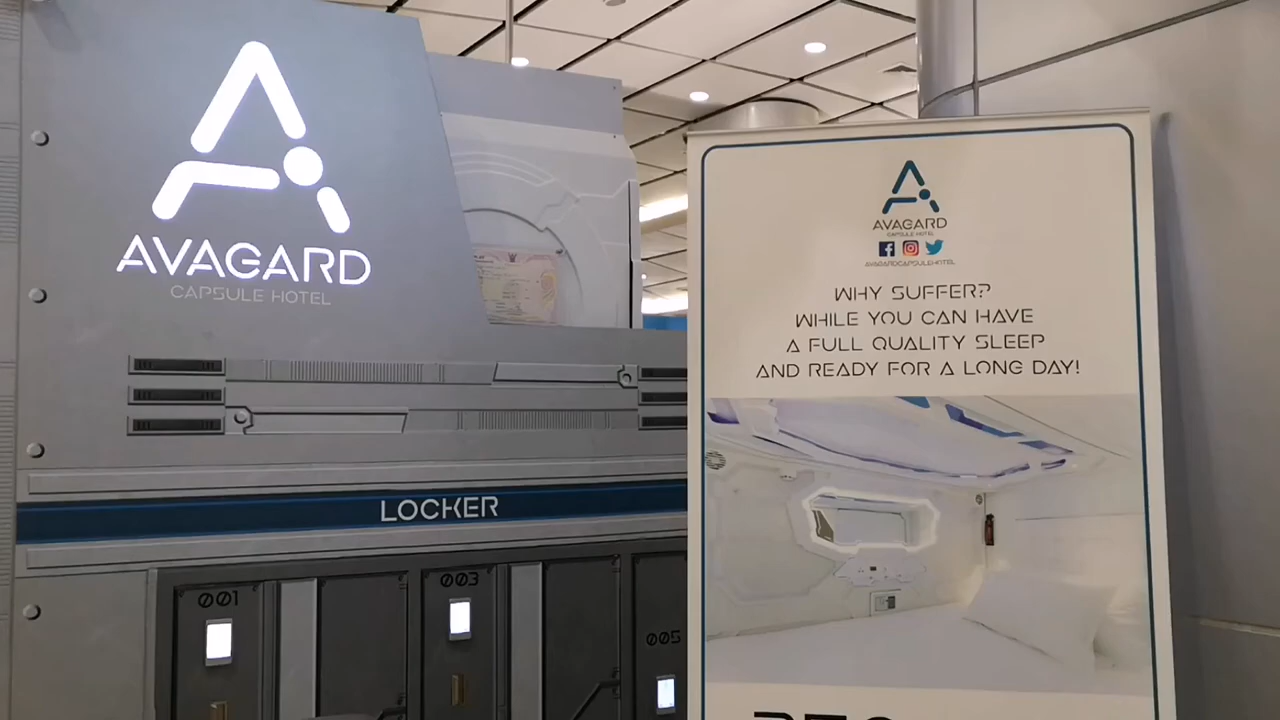 AVAGARD
CAPSULE HOTEL
LOCKER
001
003
005
AVAGARD
CAPSULE HOTEL
AVAGARDCAPSULEHOTEL
WHY SUFFER?
WHILE YOU CAN HAVE
A FULL QUALITY SLEEP
AND READY FOR A LONG DAY!